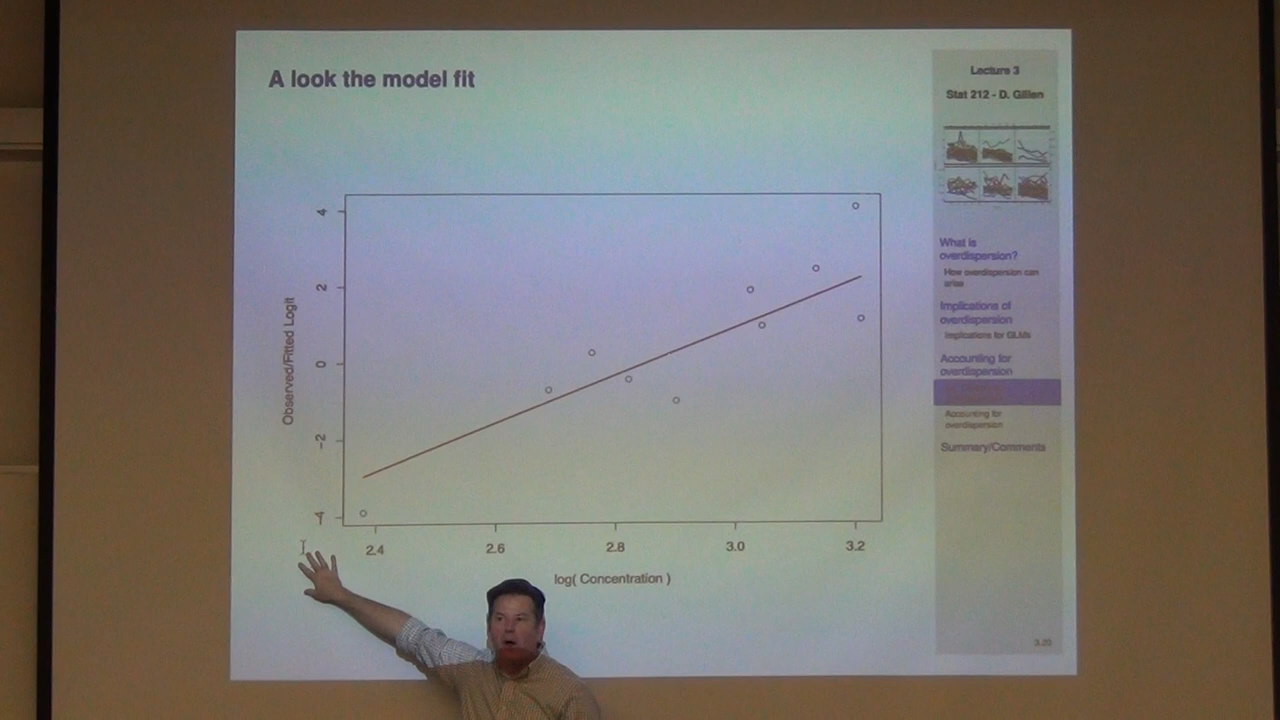 A look the model fit
Lecture 3
Stat 212 - D. Gillen
What is
overdispersion?
How overdispersion can
arise
Implications of
overdispersion
Implications for GLMs
Accounting for
overdispersion
Accounting for
overdispersion
Summary/Comments
3.20
Observed/Fitted Logit
4
2
0
-2
-4
2.4
2.6
2.8
3.0
3.2
log( Concentration )